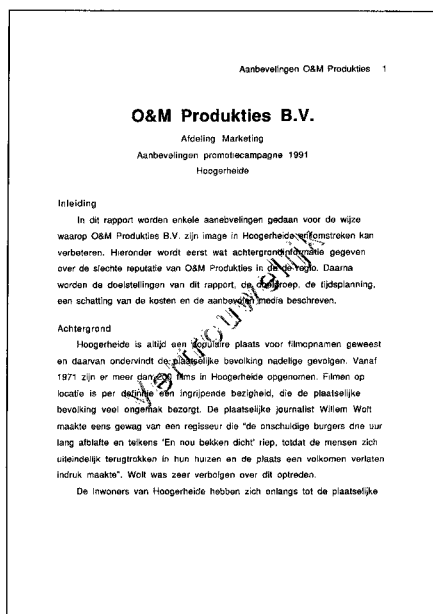 Aanbevelingen O&M Produkties 1
O&M Produkties B.V.
Afdeling Marketing
Aanbevelingen promotiecampagne 1991
Hoogerheide
Inleiding
In dit rapport worden enkele aanebvelingen gedaan voor de wijze
waarop O&M Produkties B.V. zijn image in Hoogerheide en omstreken kan
verbeteren. Hieronder wordt eerst wat achtergrondinformatie gegeven
over de slechte reputatie van O&M Produkties in de de regio. Daarna
worden de doelstellingen van dit rapport, de doelgroep, de tijdsplanning,
een schatting van de kosten en de aanbevolen media beschreven.
Achtergrond
Hoogerheide is altijd een populaire plaats voor filmopnamen geweest
en daarvan ondervindt de plaatselijke bevolking nadelige gevolgen. Vanaf
1971 zijn er meer dan 200 films in Hoogerheide opgenomen. Filmen op
locatie is per definitie een ingrijpende bezigheid, die de plaatselijke
bevolking veel ongemak bezorgt. De plaatselijke journalist Willem Wolt
maakte eens gewag van een regisseur die "de onschuldige burgers drie uur
lang afblafte en telkens 'En nou bekken dicht' riep, totdat de mensen zich
uiteindelijk terugtrokken in hun huizen en de plaats een volkomen verlaten
indruk maakte". Wolt was zeer verbolgen over dit optreden.
De inwoners van Hoogerheide hebben zich onlangs tot de plaatselijke
Vertrouwelijk